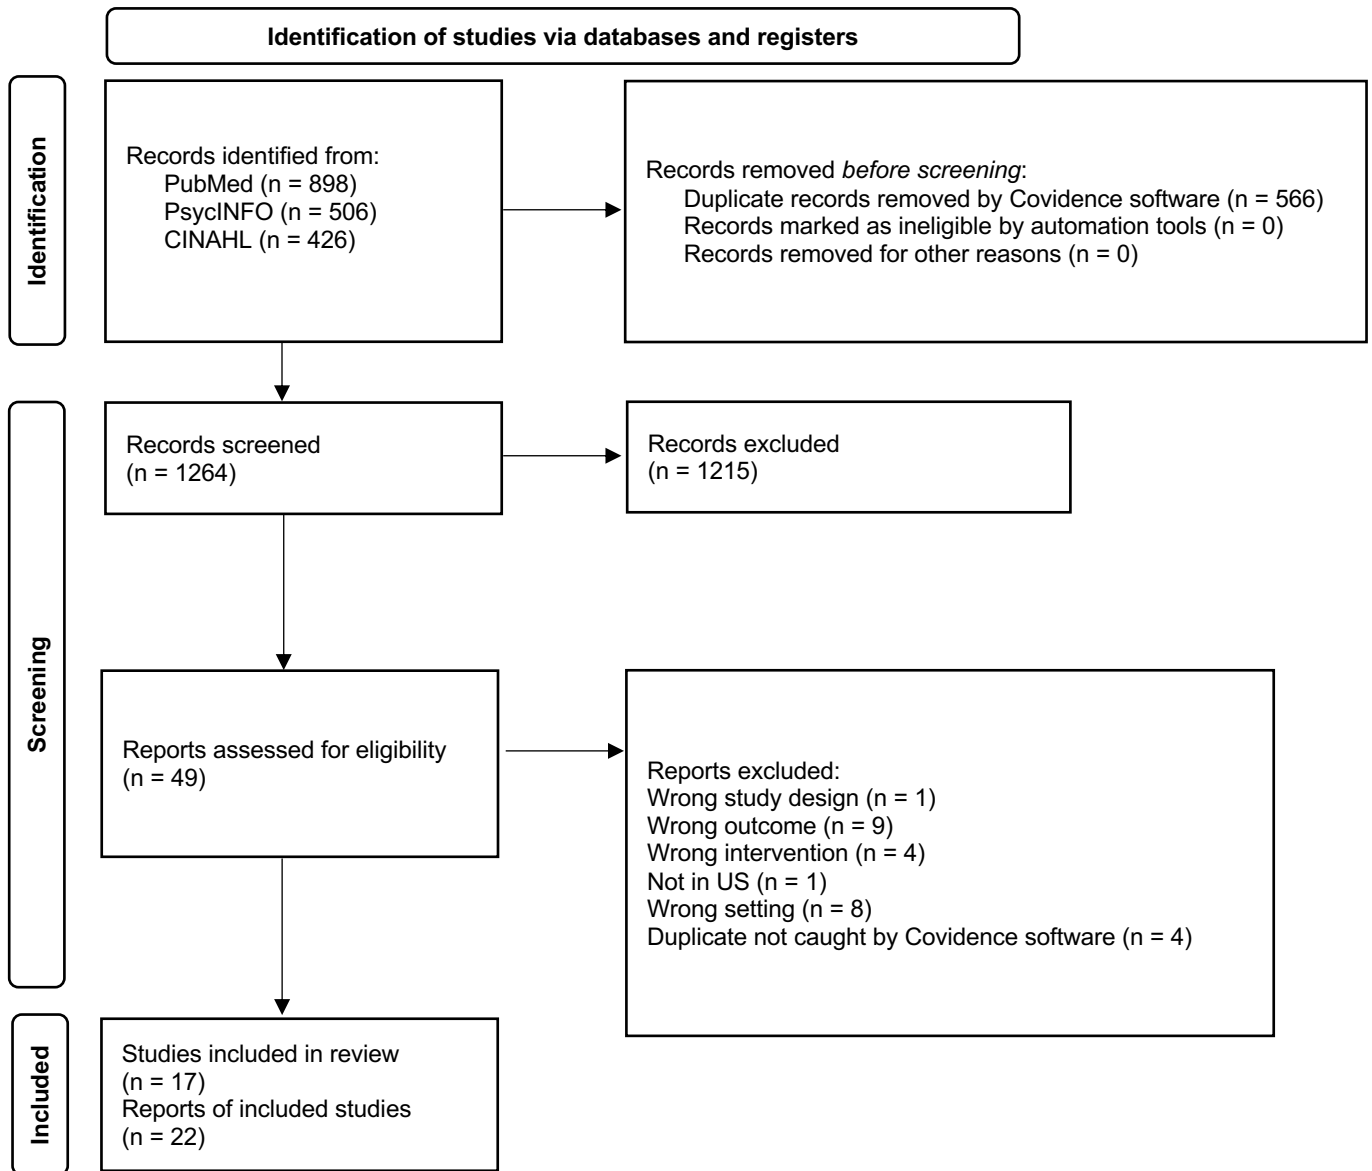 Identification of studies via databases and registers
Identification
Records identified from:
PubMed (n = 898)
PsycINFO (n = 506)
CINAHL (n = 426)
Records removed before screening:
Duplicate records removed by Covidence software (n = 566)
Records marked as ineligible by automation tools (n = 0)
Records removed for other reasons (n = 0)
Screening
Records screened
(n = 1264)
Records excluded
(n = 1215)
Reports assessed for eligibility
(n = 49)
Reports excluded:
Wrong study design (n = 1)
Wrong outcome (n = 9)
Wrong intervention (n = 4)
Not in US (n = 1)
Wrong setting (n = 8)
Duplicate not caught by Covidence software (n = 4)
Included
Studies included in review
(n = 17)
Reports of included studies
(n = 22)